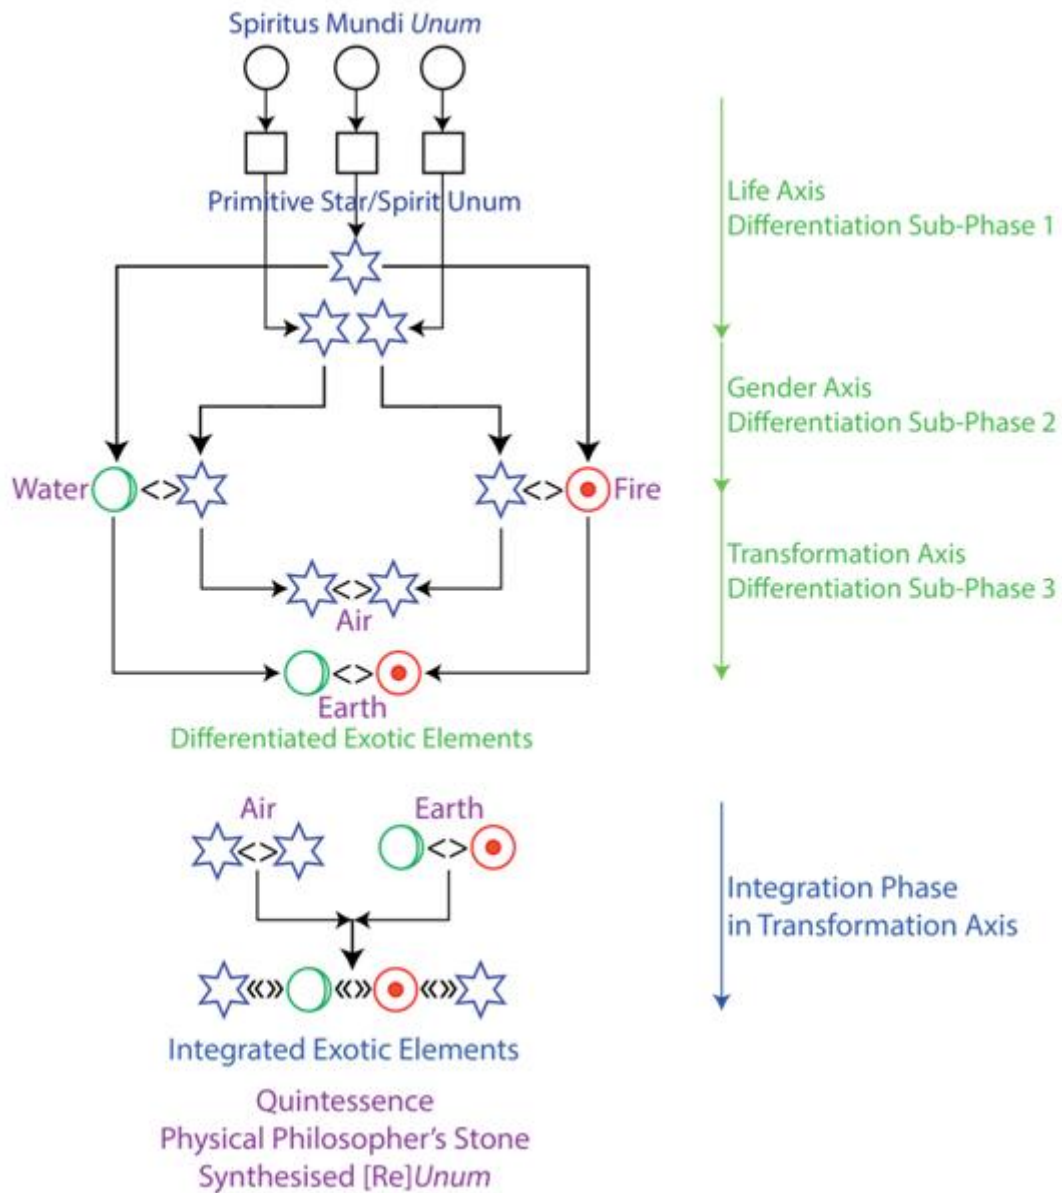 Spiritus Mundi Unum
Primitive Star/Spirit Unum
Life Axis
Differentiation Sub-Phase 1
Gender Axis
Differentiation Sub-Phase 2
Water
<>
<>
Fire
Transformation Axis
Differentiation Sub-Phase 3
<>
Air
<>
Earth
Differentiated Exotic Elements
Air
<>
Earth
<>
Integration Phase
in Transformation Axis
«» «» «»
Integrated Exotic Elements
Quintessence
Physical Philosopher's Stone
Synthesised [Re]Unum